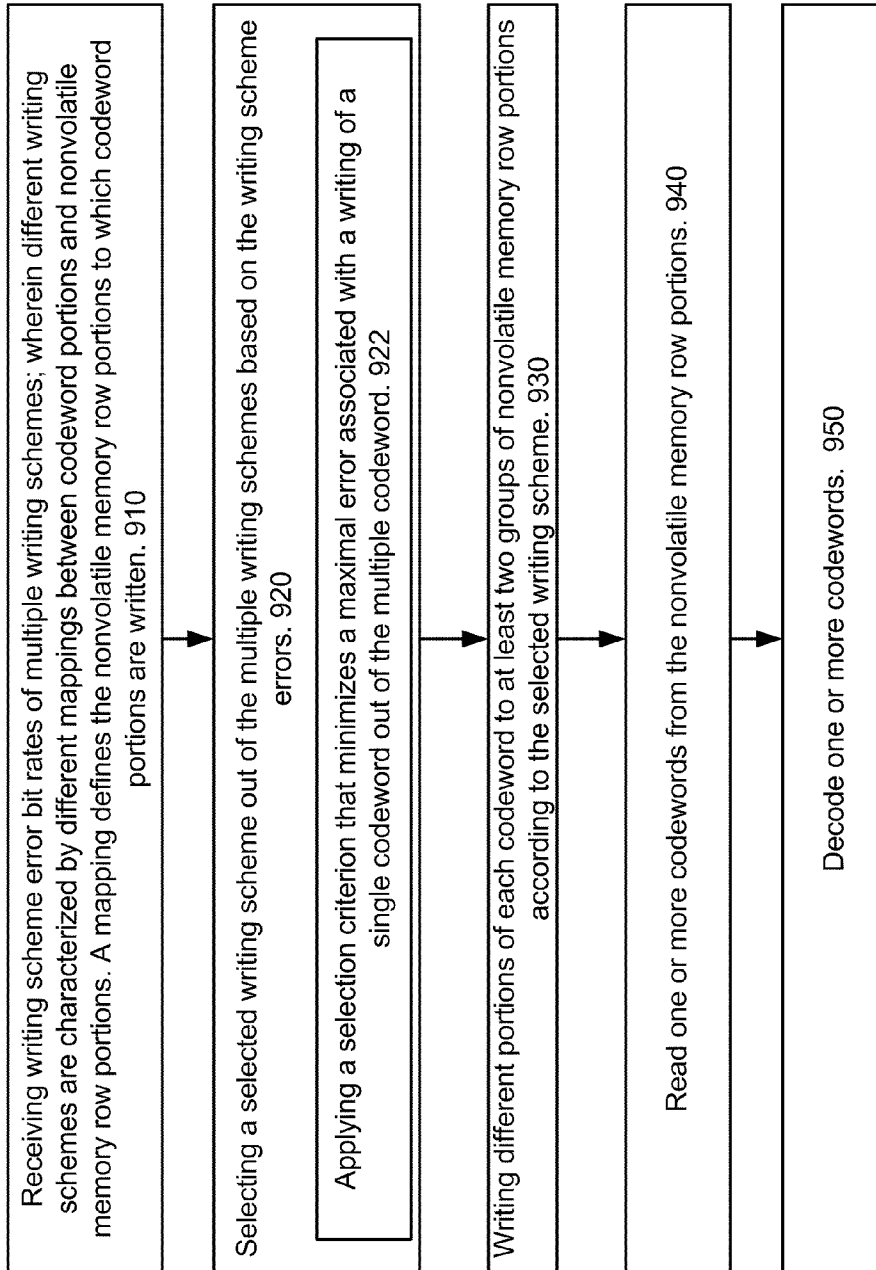 Receiving writing scheme error bit rates of multiple writing schemes; wherein different writing
schemes are characterized by different mappings between codeword portions and nonvolatile
memory row portions. A mapping defines the nonvolatile memory row portions to which codeword
portions are written. 910
Selecting a selected writing scheme out of the multiple writing schemes based on the writing scheme
errors. 920
Applying a selection criterion that minimizes a maximal error associated with a writing of a
single codeword out of the multiple codeword. 922
Writing different portions of each codeword to at least two groups of nonvolatile memory row portions
according to the selected writing scheme. 930
Read one or more codewords from the nonvolatile memory row portions. 940
Decode one or more codewords. 950